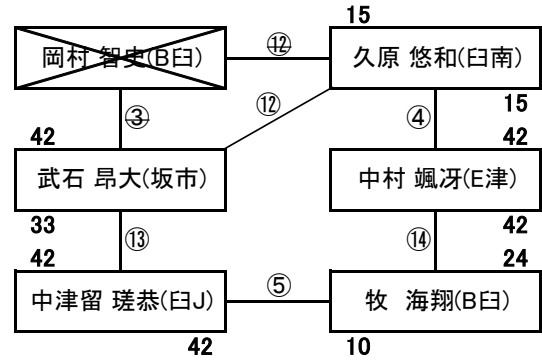 15
岡村 智史(B臼)
⑫
久原 悠和(臼南)
③
⑫
④
15
42
42
武石 昂大(坂市)
中村 颯冴(E津)
33
⑬
⑭
42
42
24
中津留 瑳恭(臼J)
⑤
牧 海翔(B臼)
42
10